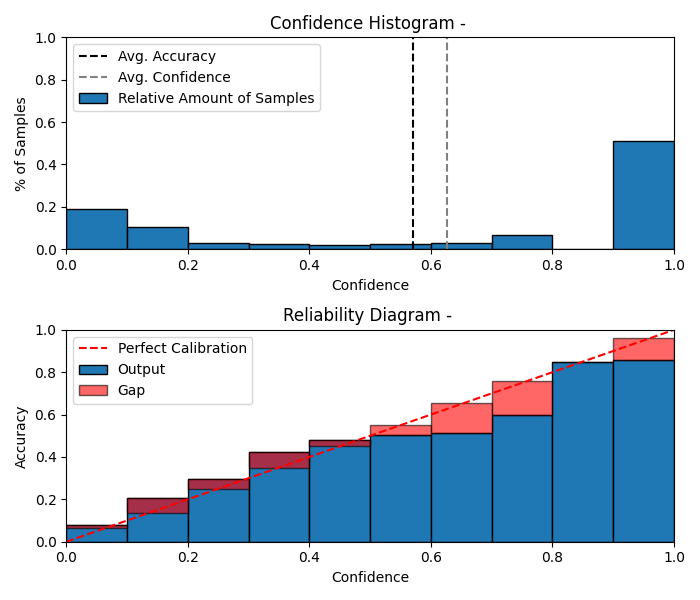 Confidence Histogram -
1.0
0.8
0.6
0.4
0.2
0.0
% of Samples
Avg. Accuracy
Avg. Confidence
Relative Amount of Samples
0.0 0.2 0.4 0.6 0.8 1.0
Confidence
Reliability Diagram -
1.0
0.8
0.6
0.4
0.2
0.0
Accuracy
Perfect Calibration
Output
Gap
0.0 0.2 0.4 0.6 0.8 1.0
Confidence